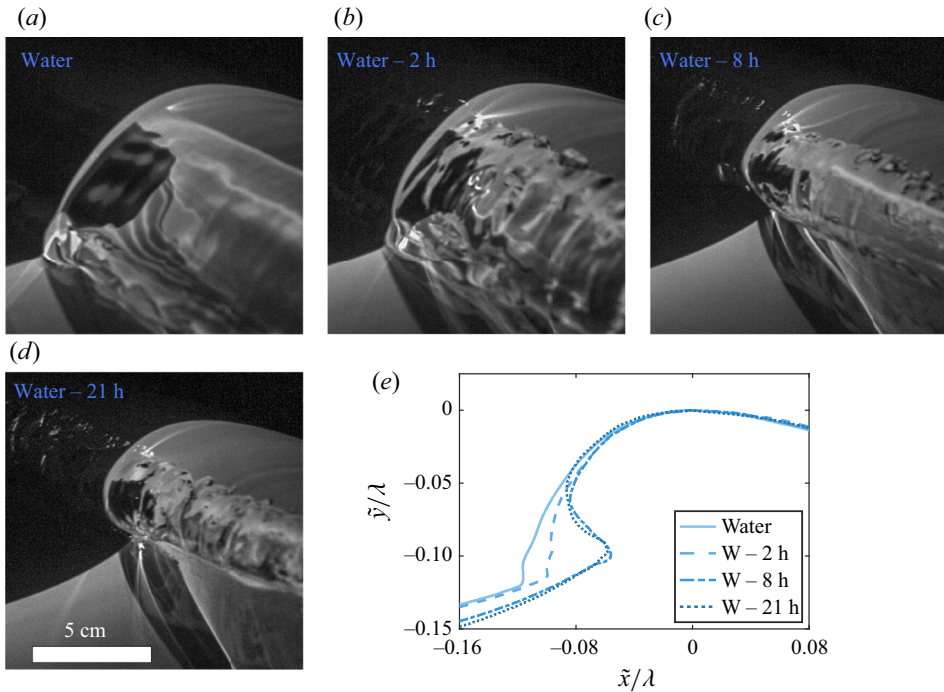 (a)
(b)
(c)
Water
Water – 2 h
Water – 8 h
(d)
Water – 21 h
5 cm
(e)
0
–0.05
–0.10
–0.15
ỹ/λ
–0.16
–0.08
0
0.08
x̃/λ
Water
W – 2 h
W – 8 h
W – 21 h